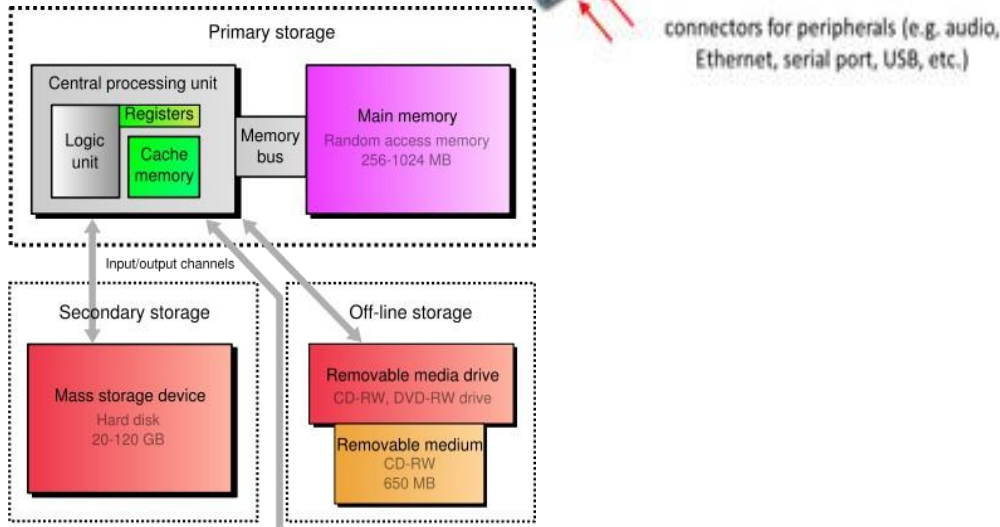 connectors for peripherals (e.g. audio,
Ethernet, serial port, USB, etc.)
Primary storage
Central processing unit
Registers
Logic
unit
Cache
memory
Memory
bus
Main memory
Random access memory
256-1024 MB
Input/output channels
Secondary storage
Mass storage device
Hard disk
20-120 GB
Off-line storage
Removable media drive
CD-RW, DVD-RW drive
Removable medium
CD-RW
650 MB